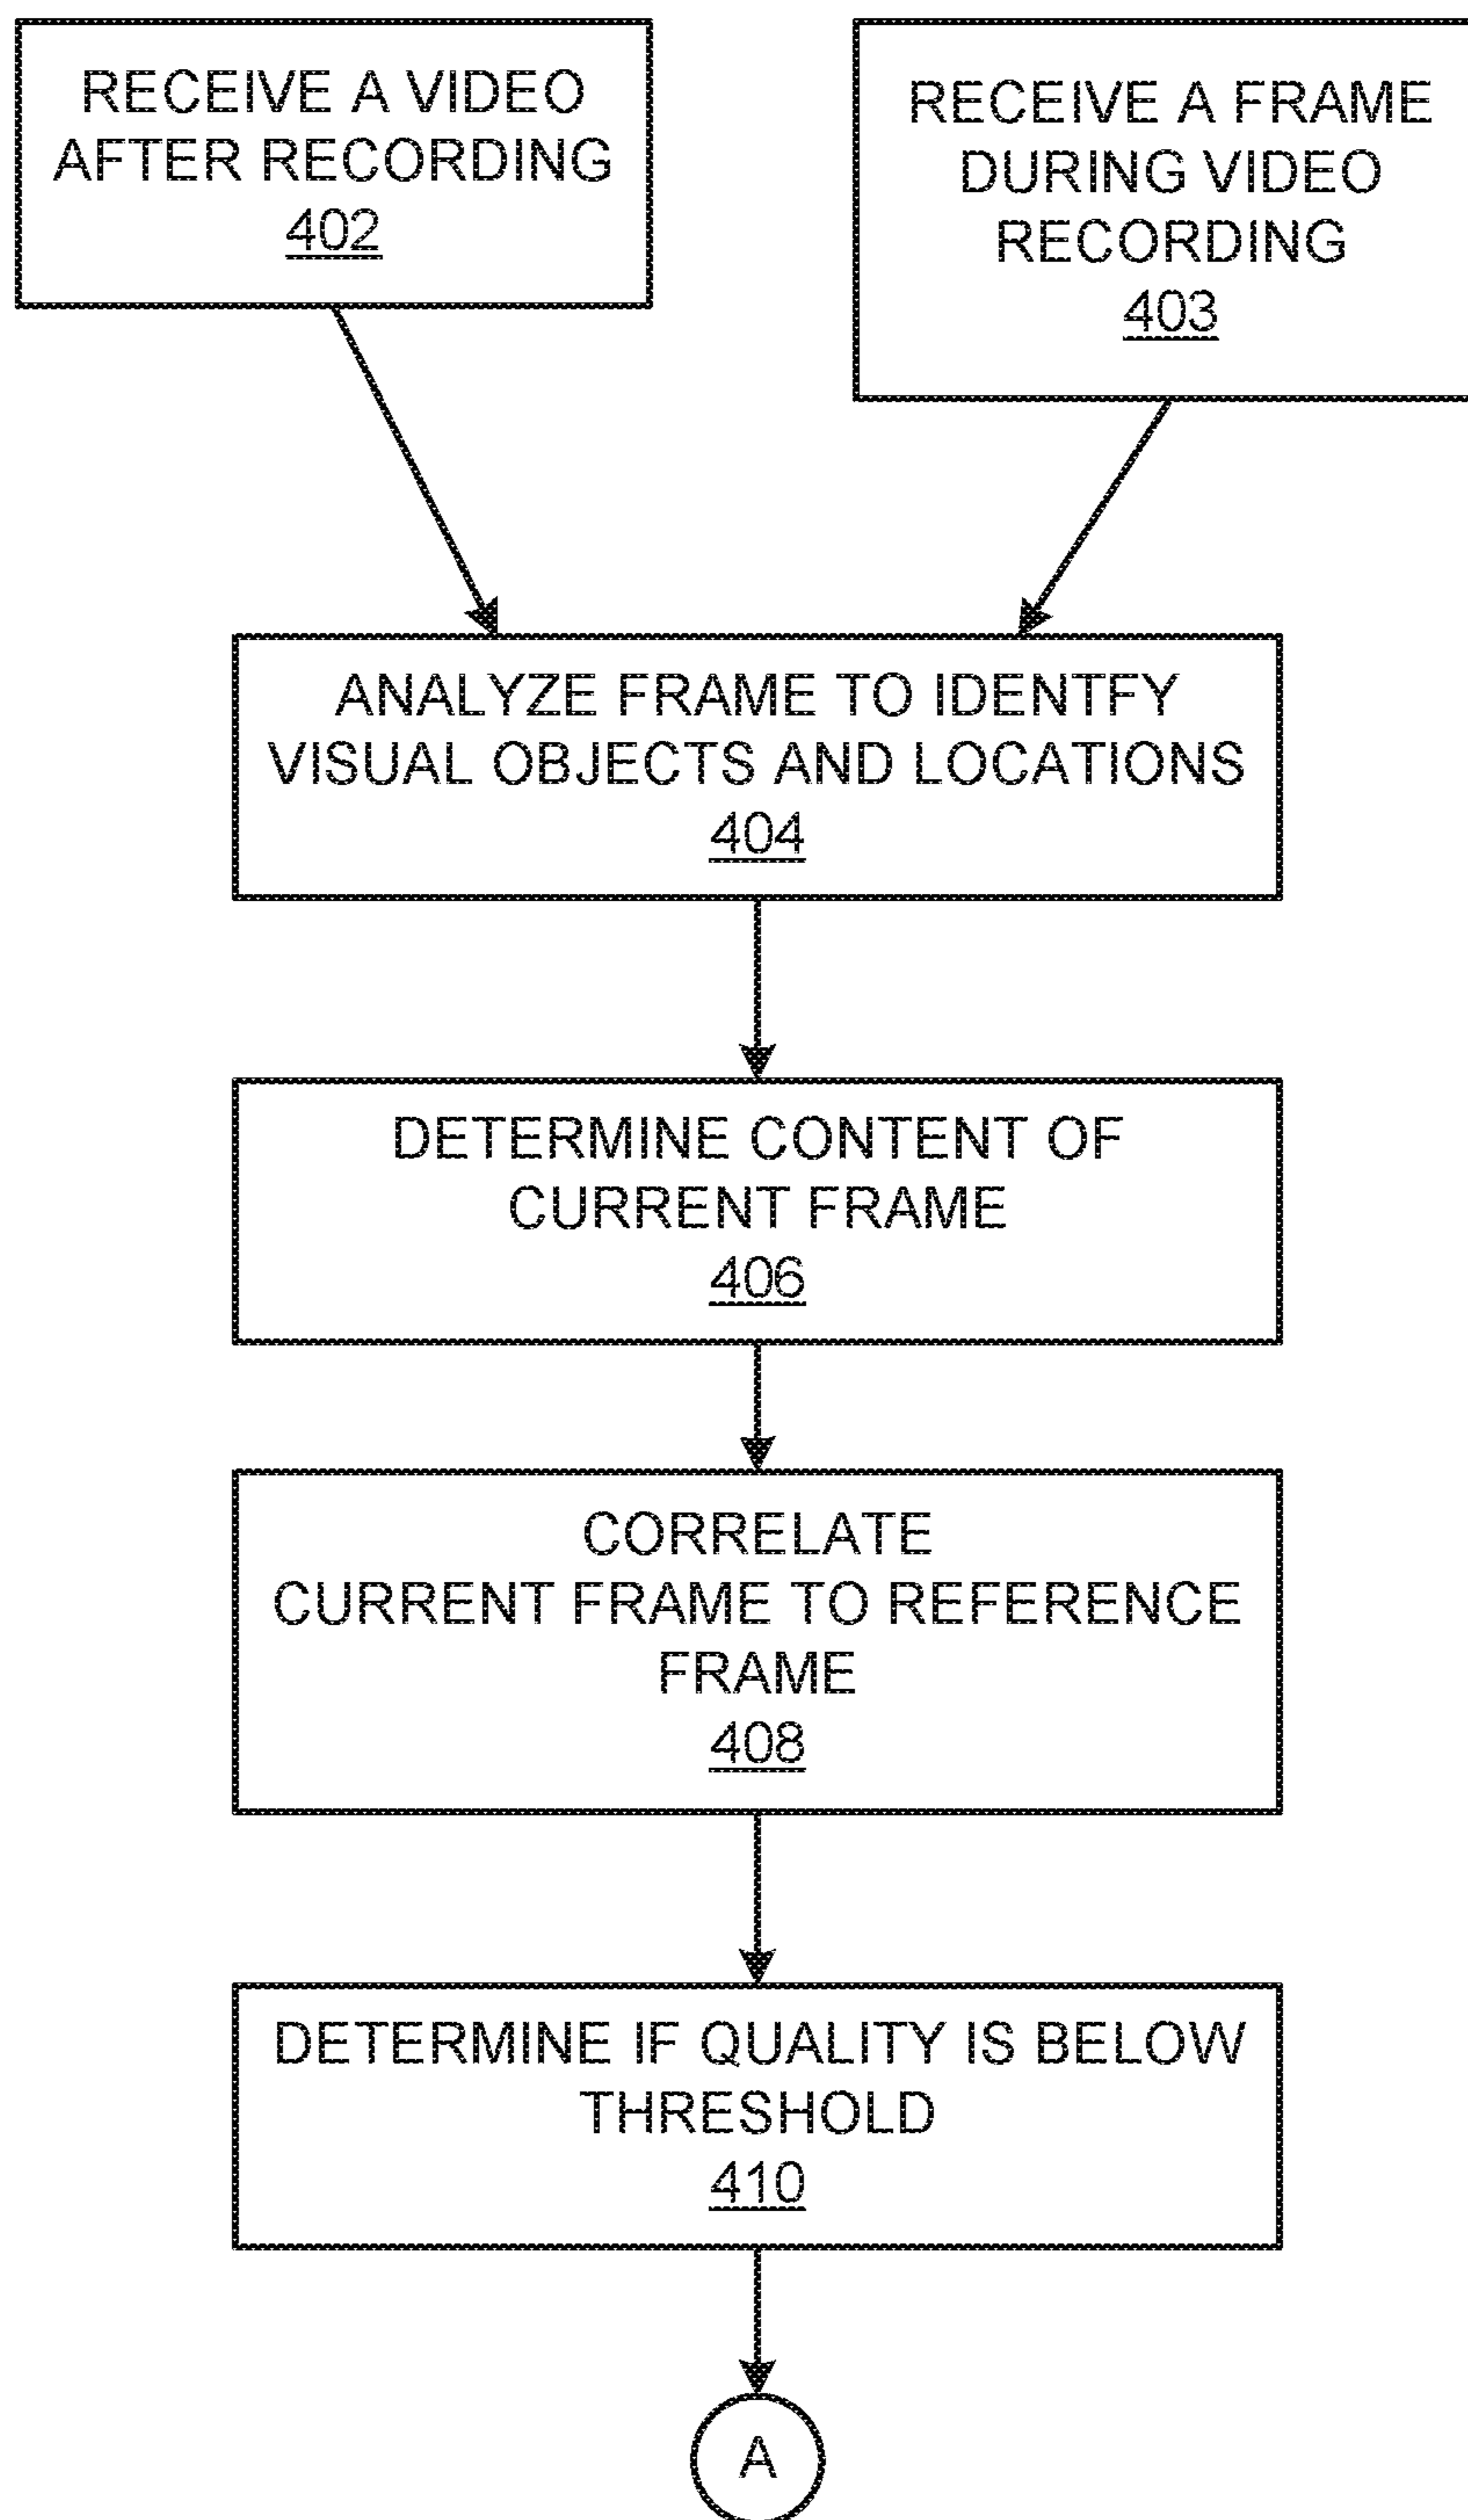 RECEIVE A VIDEO
AFTER RECORDING
402
RECEIVE A FRAME
DURING VIDEO
RECORDING
403
ANALYZE FRAME TO IDENTFY
VISUAL OBJECTS AND LOCATIONS
404
DETERMINE CONTENT OF
CURRENT FRAME
406
CORRELATE
CURRENT FRAME TO REFERENCE
FRAME
408
DETERMINE IF QUALITY IS BELOW
THRESHOLD
410
A